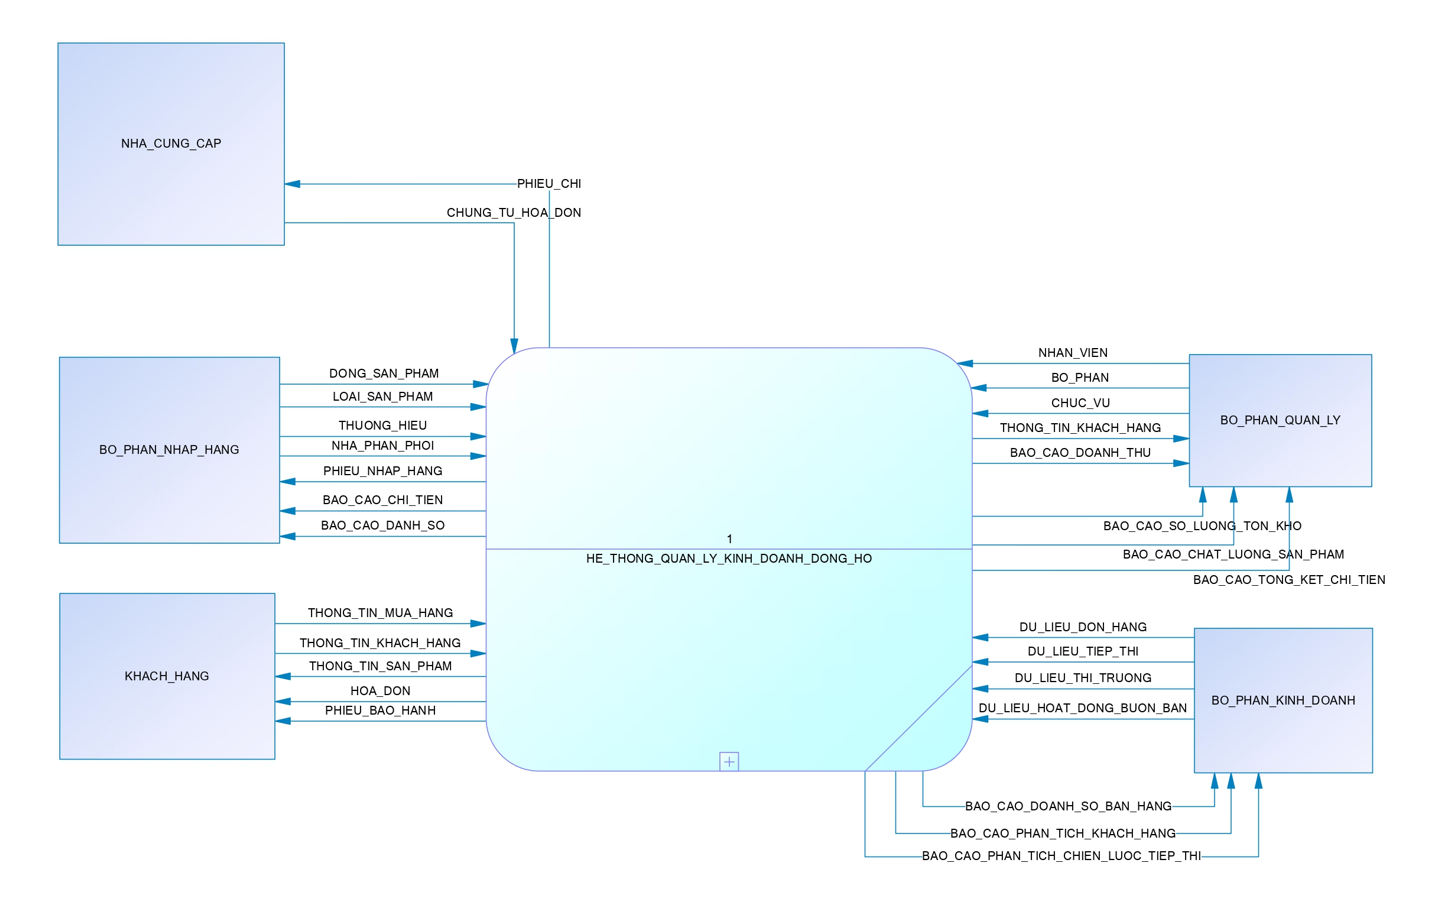 NHA_CUNG_CAP
PHIEU_CHI
CHUNG_TU_HOA_DON
BO_PHAN_NHAP_HANG
DONG_SAN_PHAM
LOAI_SAN_PHAM
THUONG_HIEU
NHA_PHAN_PHOI
PHIEU_NHAP_HANG
BAO_CAO_CHI_TIEN
BAO_CAO_DANH_SO
KHACH_HANG
THONG_TIN_MUA_HANG
THONG_TIN_KHACH_HANG
THONG_TIN_SAN_PHAM
HOA_DON
PHIEU_BAO_HANH
1
HE_THONG_QUAN_LY_KINH_DOANH_DONG_HO
NHAN_VIEN
BO_PHAN
CHUC_VU
THONG_TIN_KHACH_HANG
BAO_CAO_DOANH_THU
BO_PHAN_QUAN_LY
BAO_CAO_SO_LUONG_TON_KHO
BAO_CAO_CHAT_LUONG_SAN_PHAM
BAO_CAO_TONG_KET_CHI_TIEN
DU_LIEU_DON_HANG
DU_LIEU_TIEP_THI
DU_LIEU_THI_TRUONG
DU_LIEU_HOAT_DONG_BUON_BAN
BO_PHAN_KINH_DOANH
BAO_CAO_DOANH_SO_BAN_HANG
BAO_CAO_PHAN_TICH_KHACH_HANG
BAO_CAO_PHAN_TICH_CHIEN_LUOC_TIEP_THI